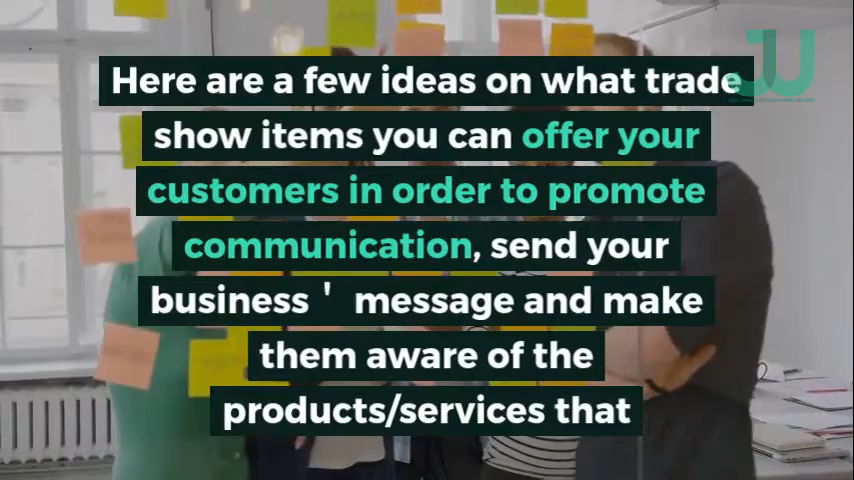 Here are a few ideas on what trade
show items you can offer your
customers in order to promote
communication, send your
business ' message and make
them aware of the
products/services that